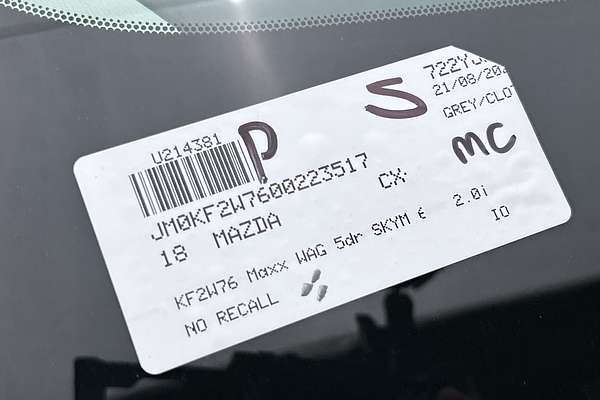 U214381
P
S
722YJ
21/08/20
GREY/CLOT
MC
JM0KF2W7600223517
18 MAZDA CX-
KF2W76 Maxx WAG 5dr SKYM 6 2.0i
NO RECALL IO